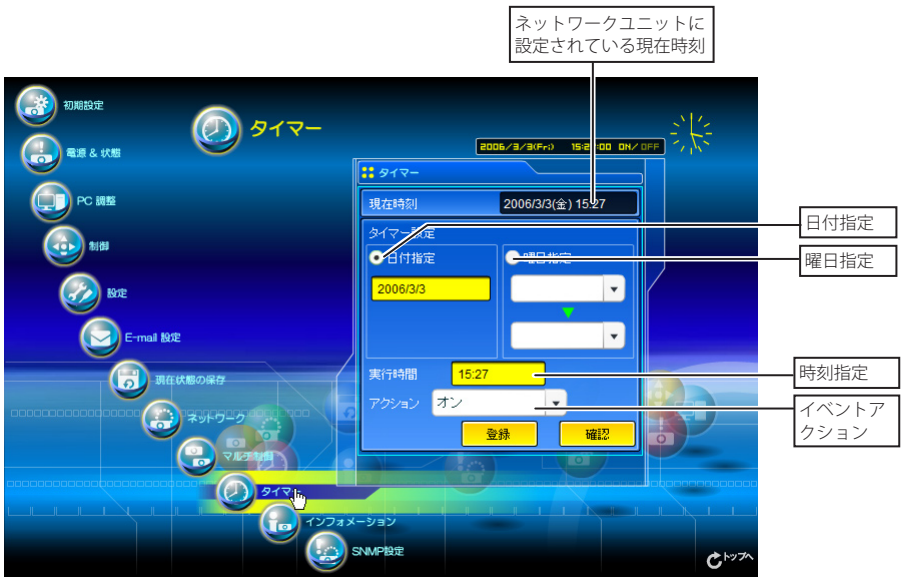 ネットワークユニットに
設定されている現在時刻
初期設定
電源 & 状態
PC 調整
制御
設定
E-mail 設定
現在状態の保存
ネットワーク
マルチ制御
タイマー
インフォメーション
SNMP設定
タイマー
2006/3/3(Fri) 15:27:00 ON/OFF
タイマー
現在時刻
2006/3/3(金) 15:27
タイマー設定
日付指定
曜日指定
2006/3/3
実行時間
15:27
アクション
オン
登録
確認
日付指定
曜日指定
時刻指定
イベントア
クション
トップへ